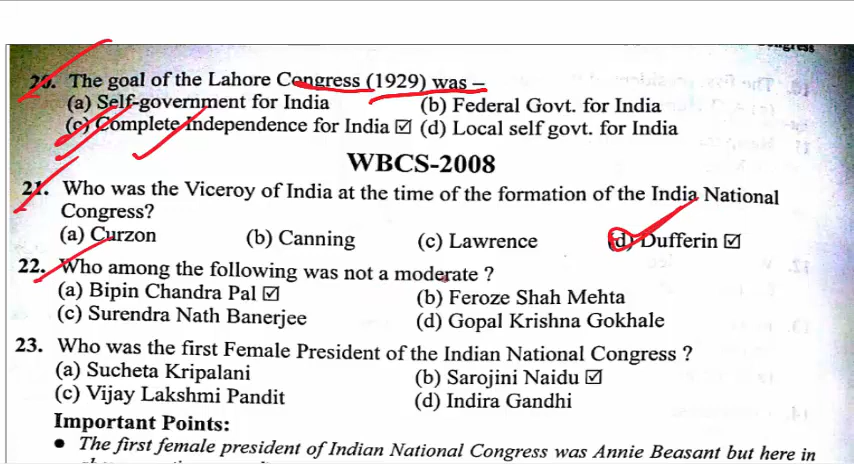 20. The goal of the Lahore Congress (1929) was –
(a) Self-government for India (b) Federal Govt. for India
(c) Complete Independence for India ☑ (d) Local self govt. for India
WBCS-2008
21. Who was the Viceroy of India at the time of the formation of the India National
Congress?
(a) Curzon (b) Canning (c) Lawrence (d) Dufferin ☑
22. Who among the following was not a moderate ?
(a) Bipin Chandra Pal ☑ (b) Feroze Shah Mehta
(c) Surendra Nath Banerjee (d) Gopal Krishna Gokhale
23. Who was the first Female President of the Indian National Congress ?
(a) Sucheta Kripalani (b) Sarojini Naidu ☑
(c) Vijay Lakshmi Pandit (d) Indira Gandhi
Important Points:
• The first female president of Indian National Congress was Annie Beasant but here in